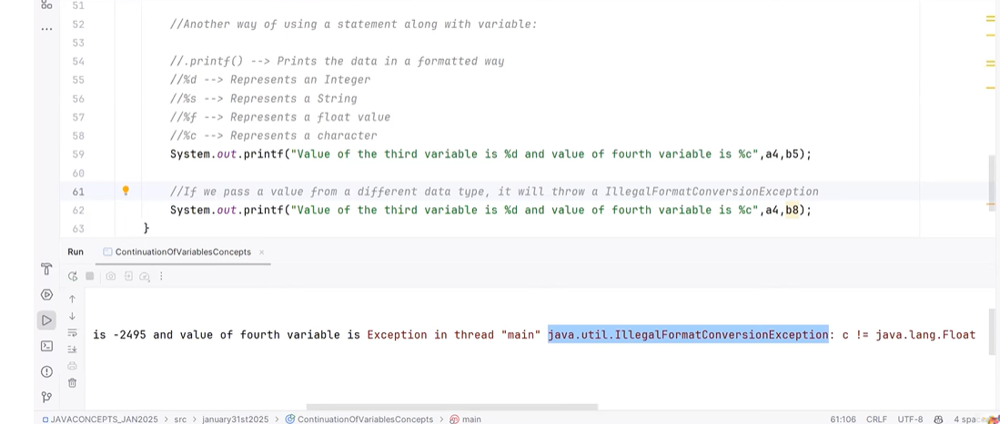 51
52 //Another way of using a statement along with variable:
53
54 //.printf() --> Prints the data in a formatted way
55 //%d --> Represents an Integer
56 //%s --> Represents a String
57 //%f --> Represents a float value
58 //%c --> Represents a character
59 System.out.printf("Value of the third variable is %d and value of fourth variable is %c",a4,b5);
60
61 //If we pass a value from a different data type, it will throw a IllegalFormatConversionException
62 System.out.printf("Value of the third variable is %d and value of fourth variable is %c",a4,b8);
63 }
Run ContinuationOfVariablesConcepts ×
is -2495 and value of fourth variable is Exception in thread "main" java.util.IllegalFormatConversionException: c != java.lang.Float
JAVACONCEPTS_JAN2025 > src > january31st2025 > ContinuationOfVariablesConcepts > main 61:106 CRLF UTF-8 4